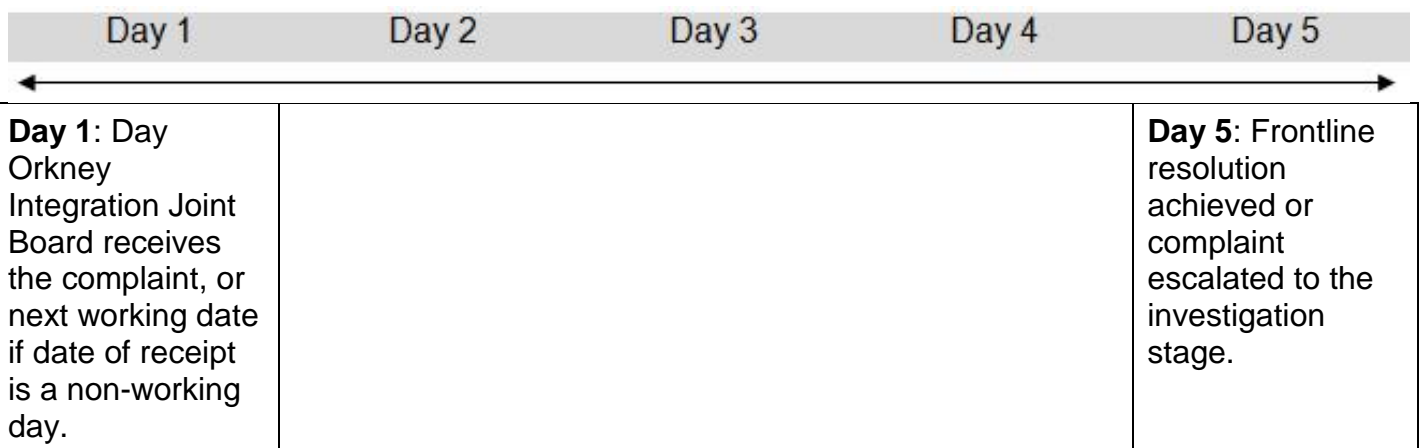 Day 1 Day 2 Day 3 Day 4 Day 5
Day 1: Day
Orkney
Integration Joint
Board receives
the complaint, or
next working date
if date of receipt
is a non-working
day.
Day 5: Frontline
resolution
achieved or
complaint
escalated to the
investigation
stage.